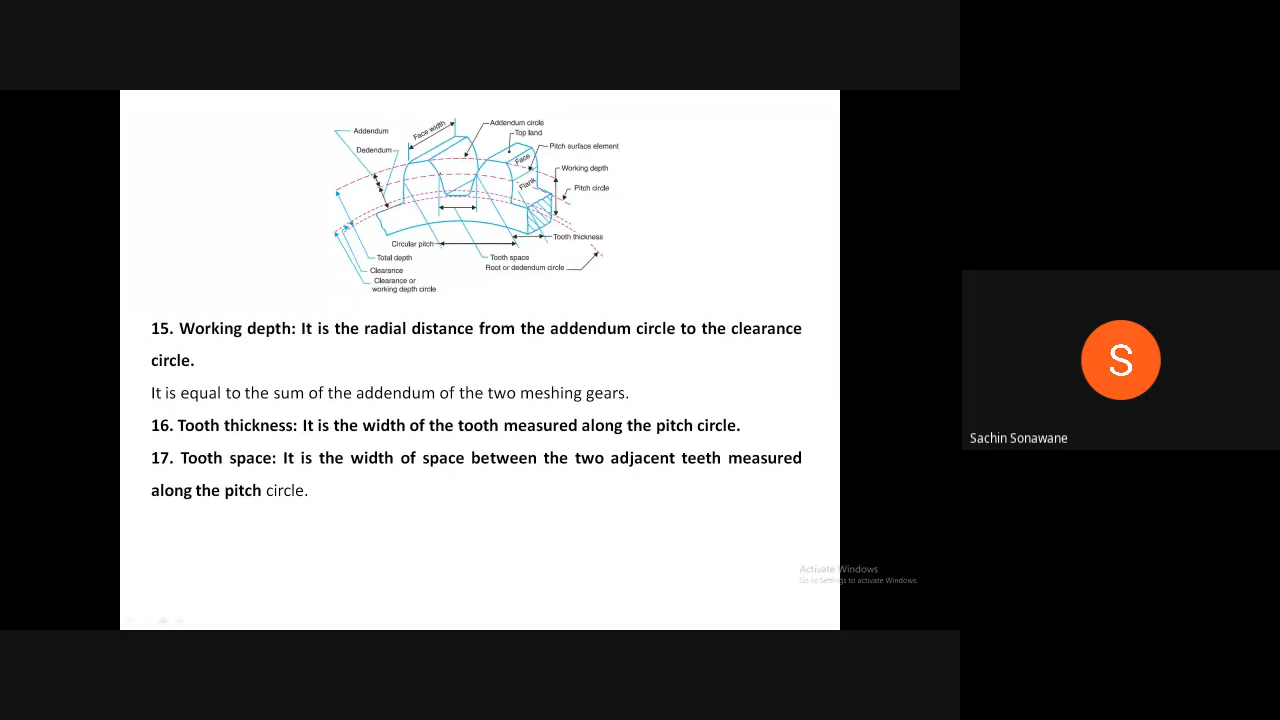 Addendum
Face width
Addendum circle
Top land
Dedendum
Pitch surface element
Face
Working depth
Flank
Pitch circle
Tooth thickness
Circular pitch
Total depth
Tooth space
Root or dedendum circle
Clearance
Clearance or
working depth circle
15. Working depth: It is the radial distance from the addendum circle to the clearance
circle.
It is equal to the sum of the addendum of the two meshing gears.
16. Tooth thickness: It is the width of the tooth measured along the pitch circle.
17. Tooth space: It is the width of space between the two adjacent teeth measured
along the pitch circle.
Activate Windows
Go to Settings to activate Windows.
S
Sachin Sonawane